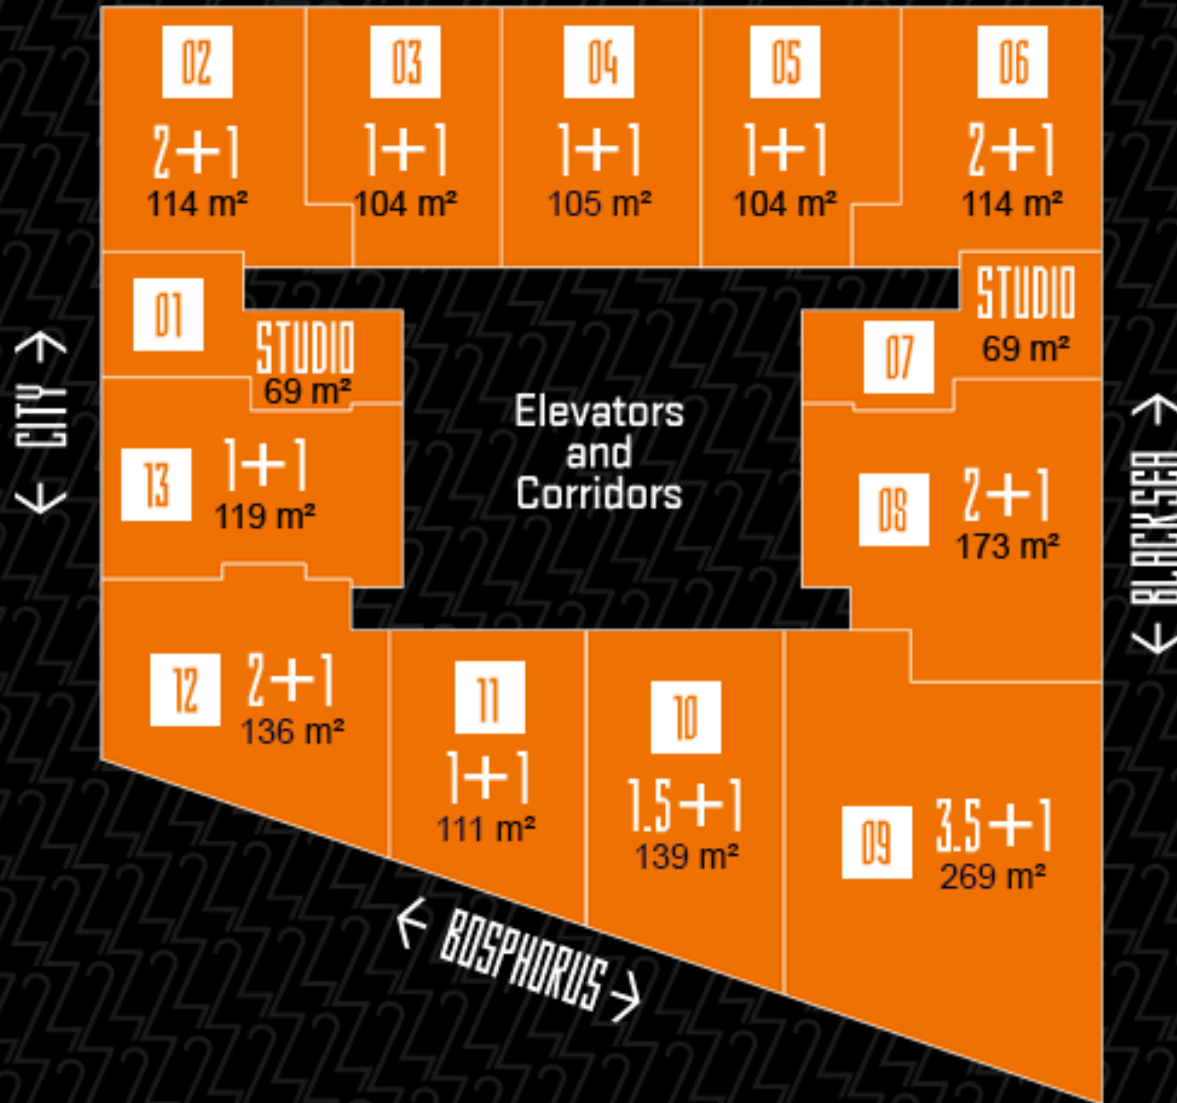 02
2+1
114 m²
03
1+1
104 m²
04
1+1
105 m²
05
1+1
104 m²
06
2+1
114 m²
01
STUDIO
69 m²
07
STUDIO
69 m²
← CITY →
Elevators
and
Corridors
← BLACKSEA →
13
1+1
119 m²
08
2+1
173 m²
12
2+1
136 m²
11
1+1
111 m²
10
1.5+1
139 m²
09
3.5+1
269 m²
← BOSPHORUS →